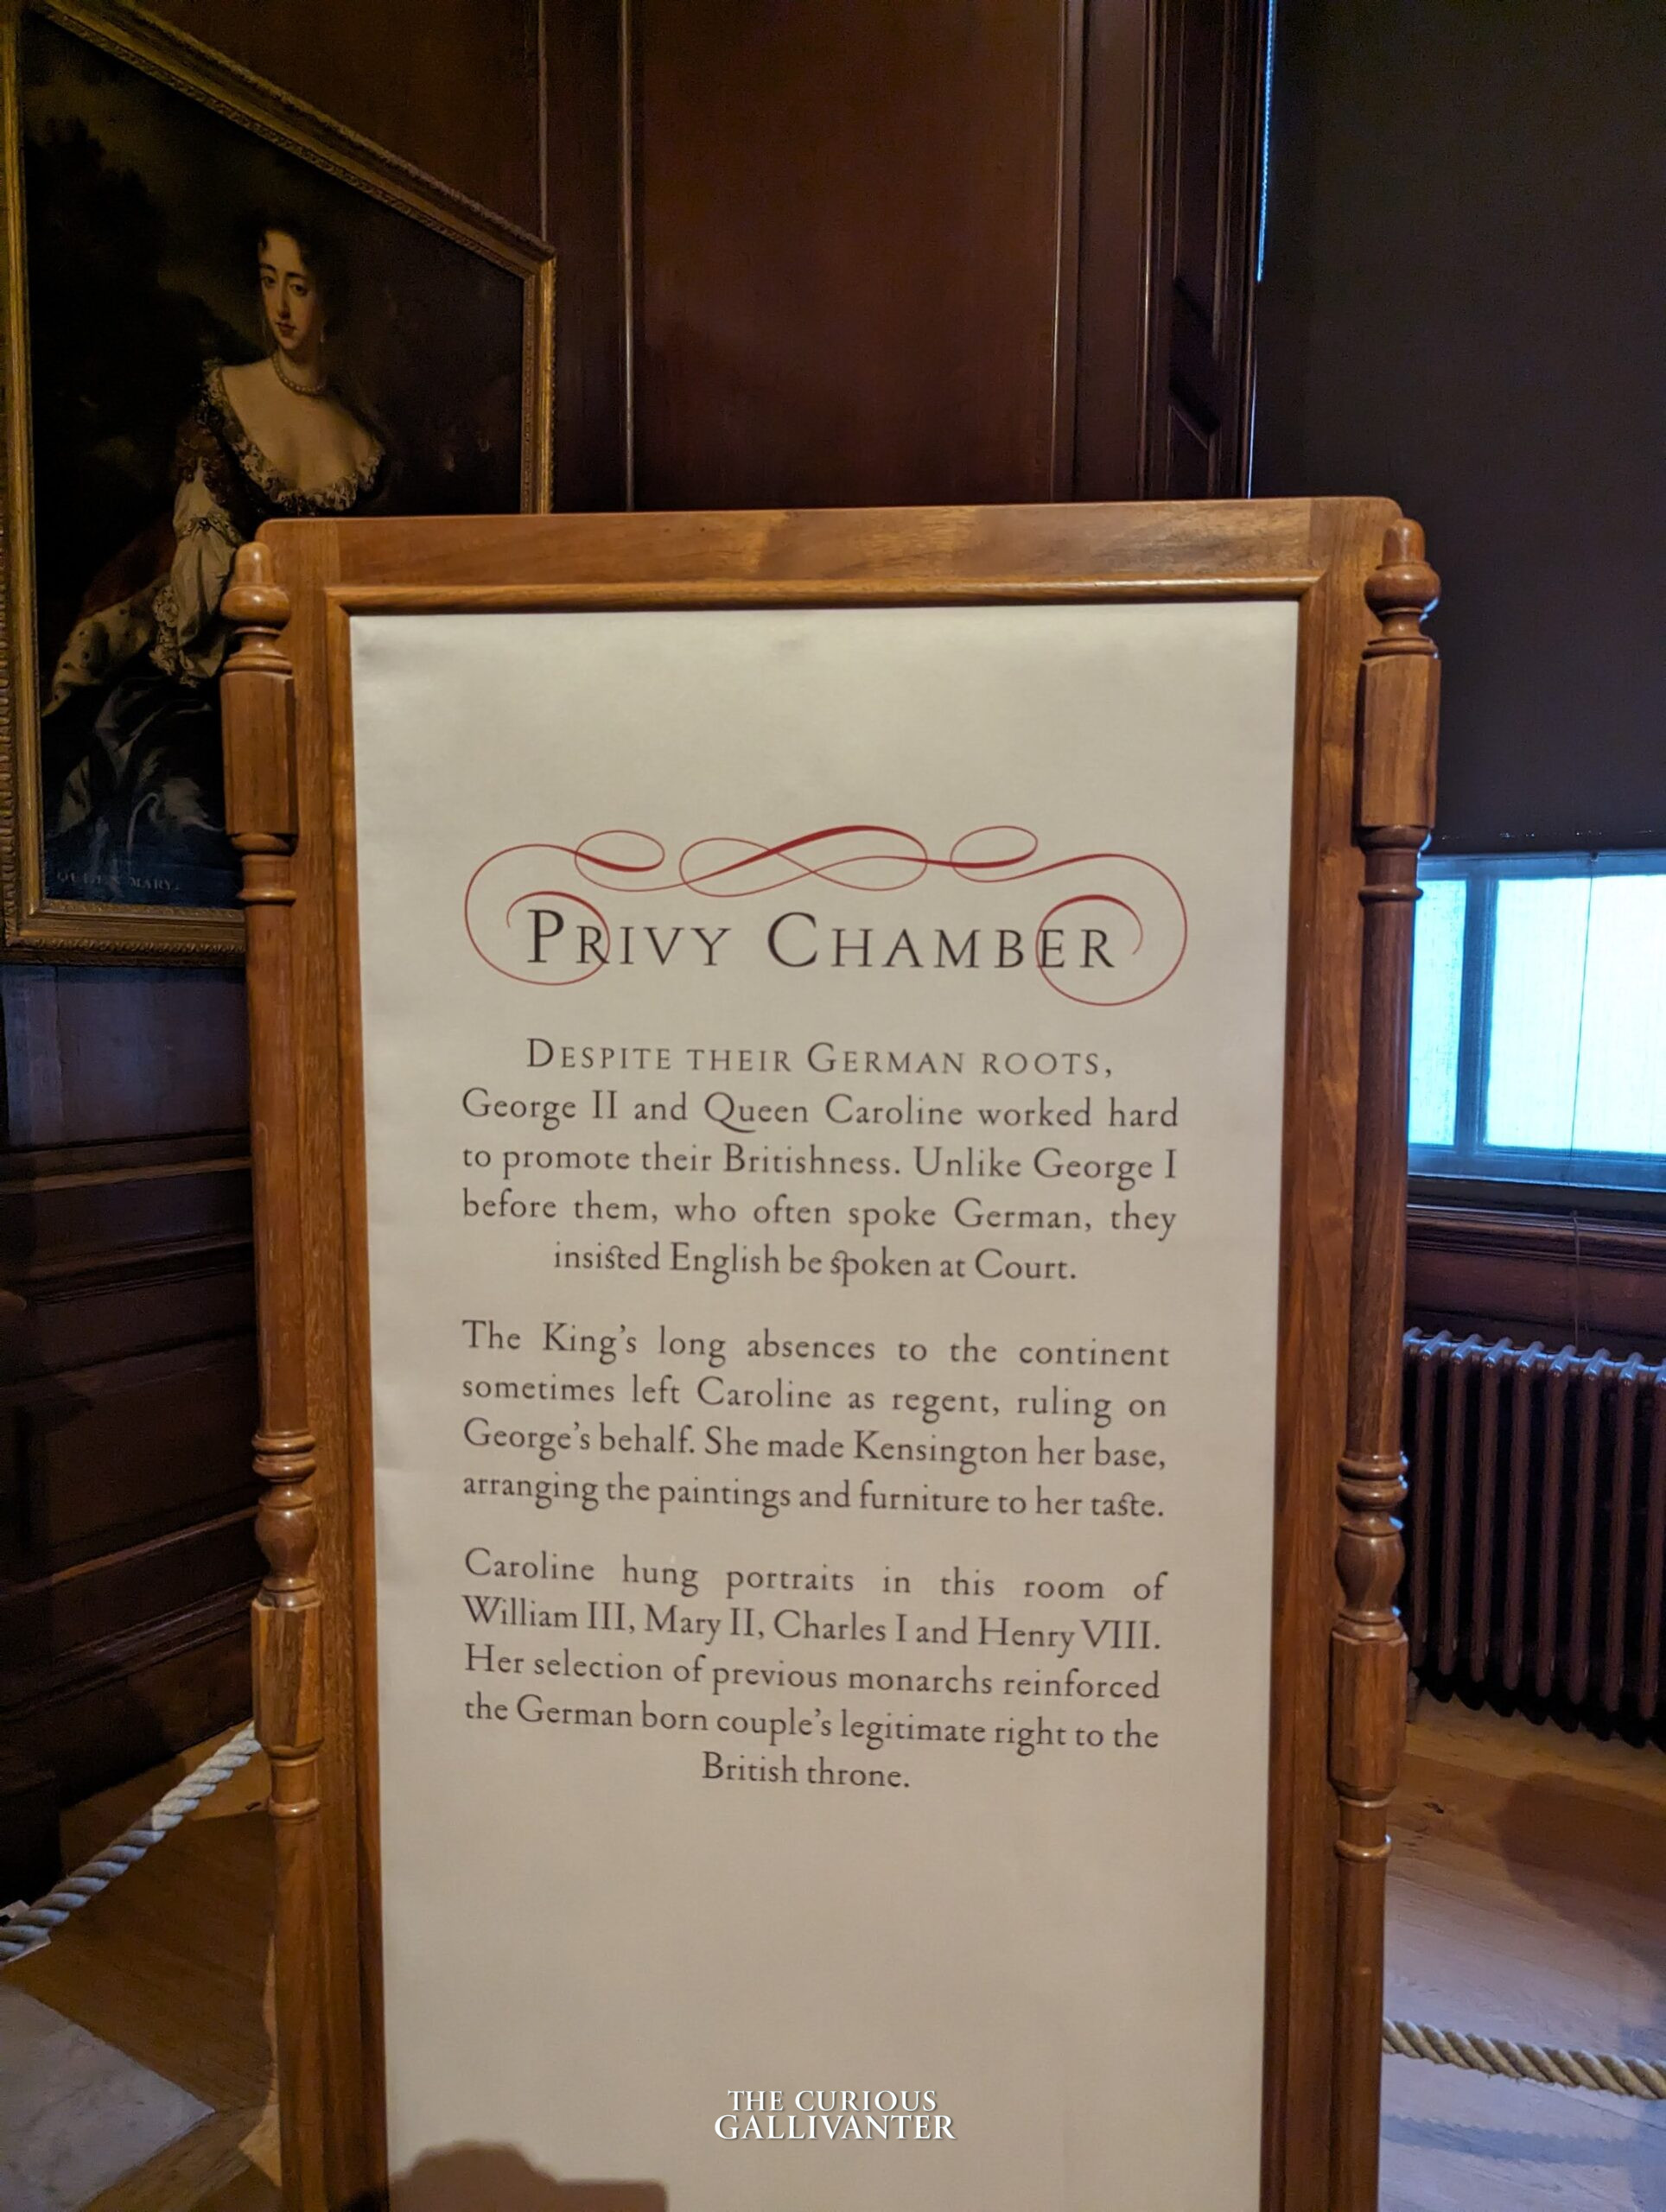 QUEEN MARY.
PRIVY CHAMBER
DESPITE THEIR GERMAN ROOTS,
George II and Queen Caroline worked hard
to promote their Britishness. Unlike George I
before them, who often spoke German, they
insisted English be spoken at Court.
The King's long absences to the continent
sometimes left Caroline as regent, ruling on
George's behalf. She made Kensington her base,
arranging the paintings and furniture to her taste.
Caroline hung portraits in this room of
William III, Mary II, Charles I and Henry VIII.
Her selection of previous monarchs reinforced
the German born couple's legitimate right to the
British throne.
THE CURIOUS
GALLIVANTER